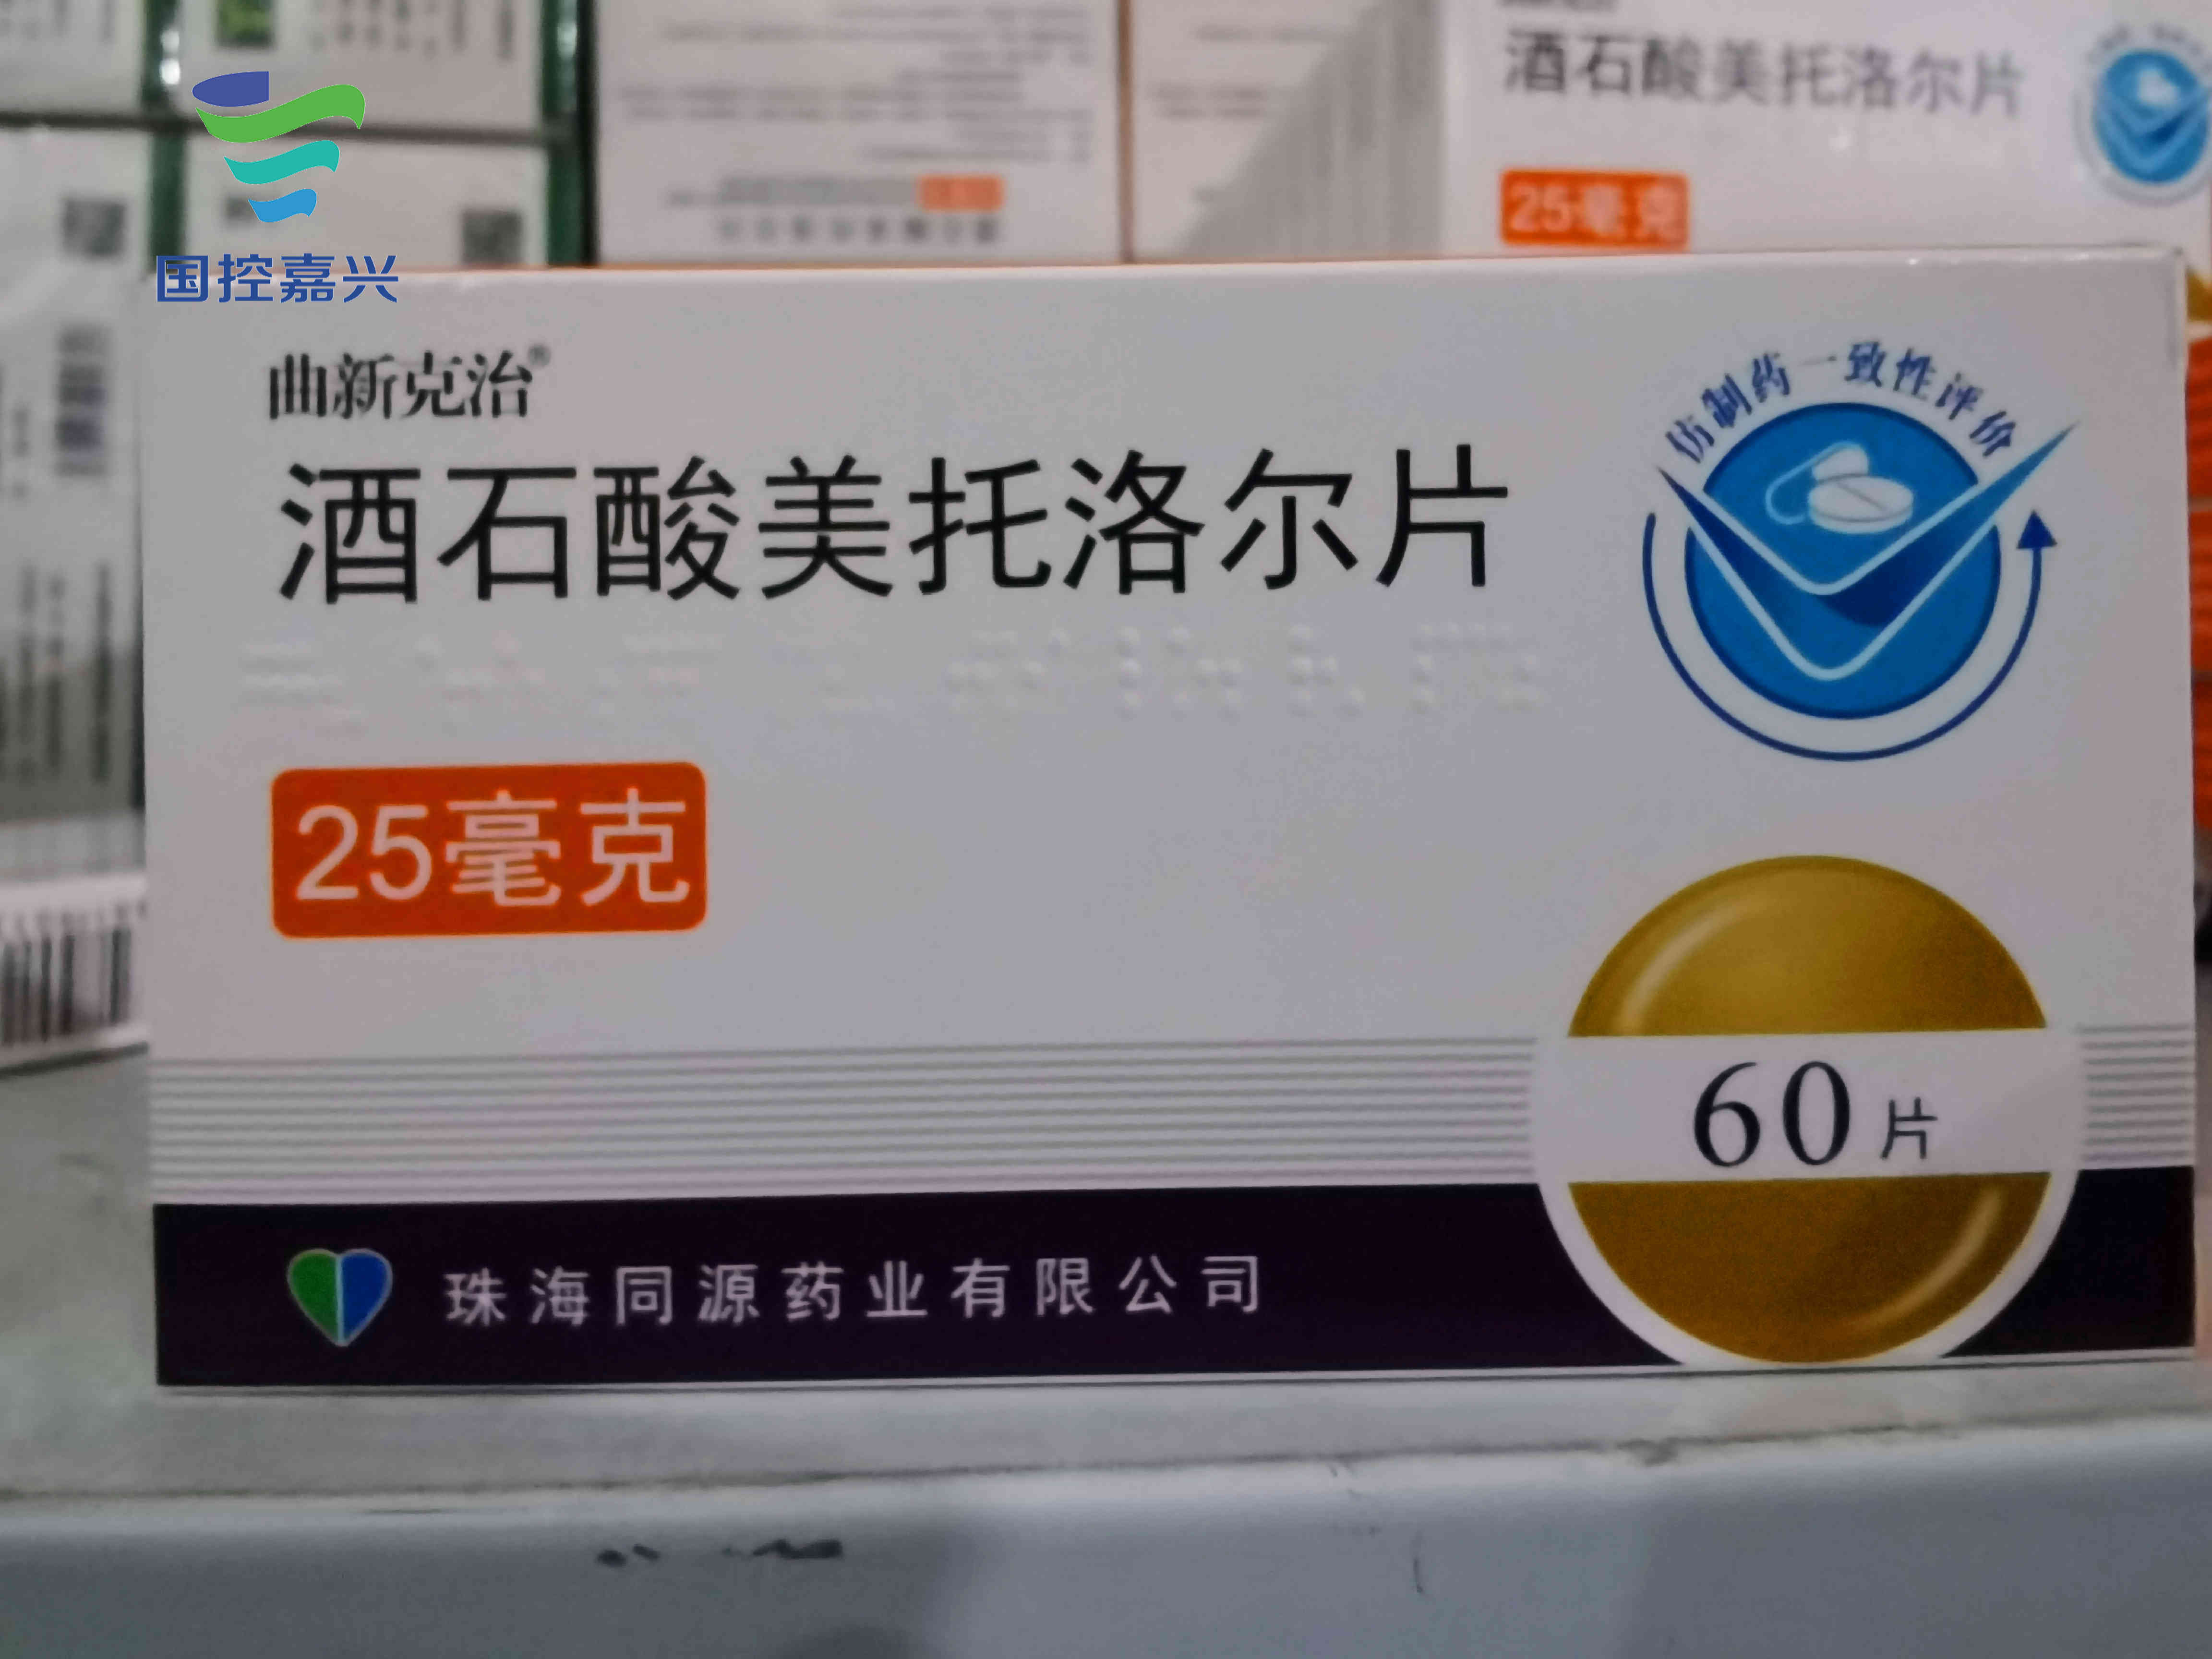 酒石酸美托洛尔片
25毫克
国控嘉兴
曲新克治®
仿制药一致性评价
酒石酸美托洛尔片
25毫克
60片
珠海同源药业有限公司